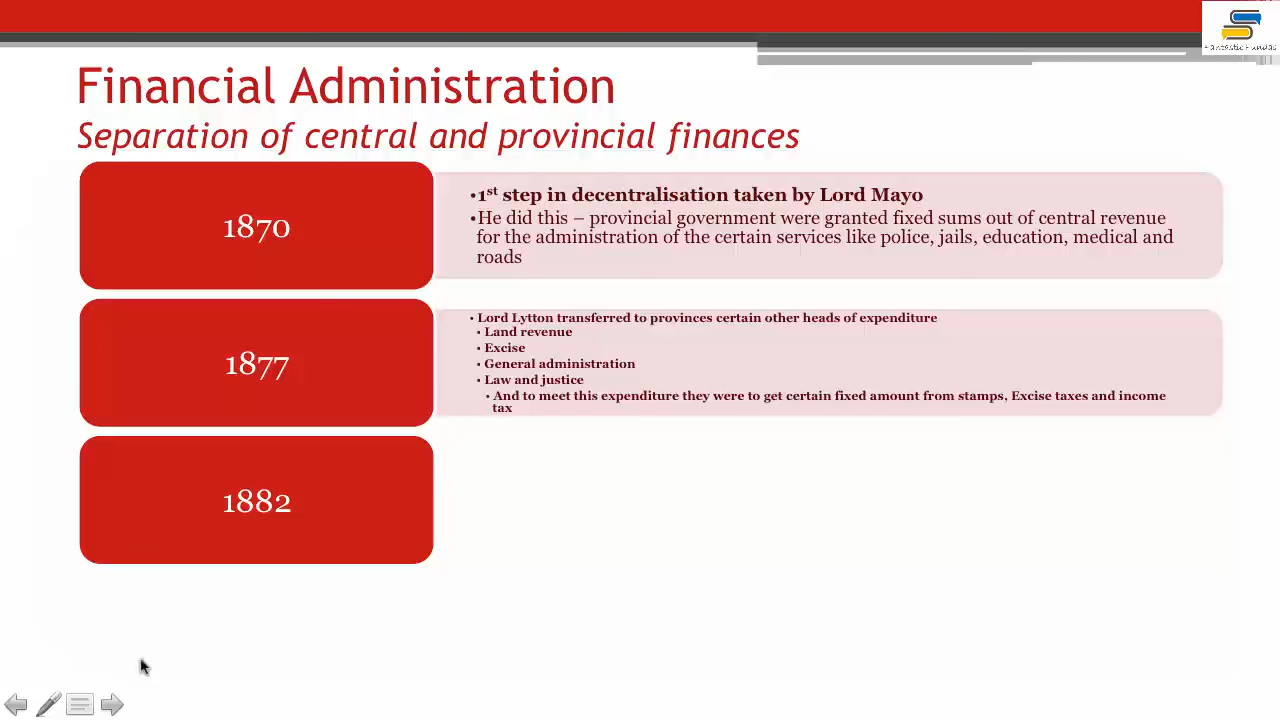 Fantastic Fundas
Financial Administration
Separation of central and provincial finances
1870
•1st step in decentralisation taken by Lord Mayo
•He did this – provincial government were granted fixed sums out of central revenue
for the administration of the certain services like police, jails, education, medical and
roads
1877
• Lord Lytton transferred to provinces certain other heads of expenditure
• Land revenue
• Excise
• General administration
• Law and justice
• And to meet this expenditure they were to get certain fixed amount from stamps, Excise taxes and income
tax
1882